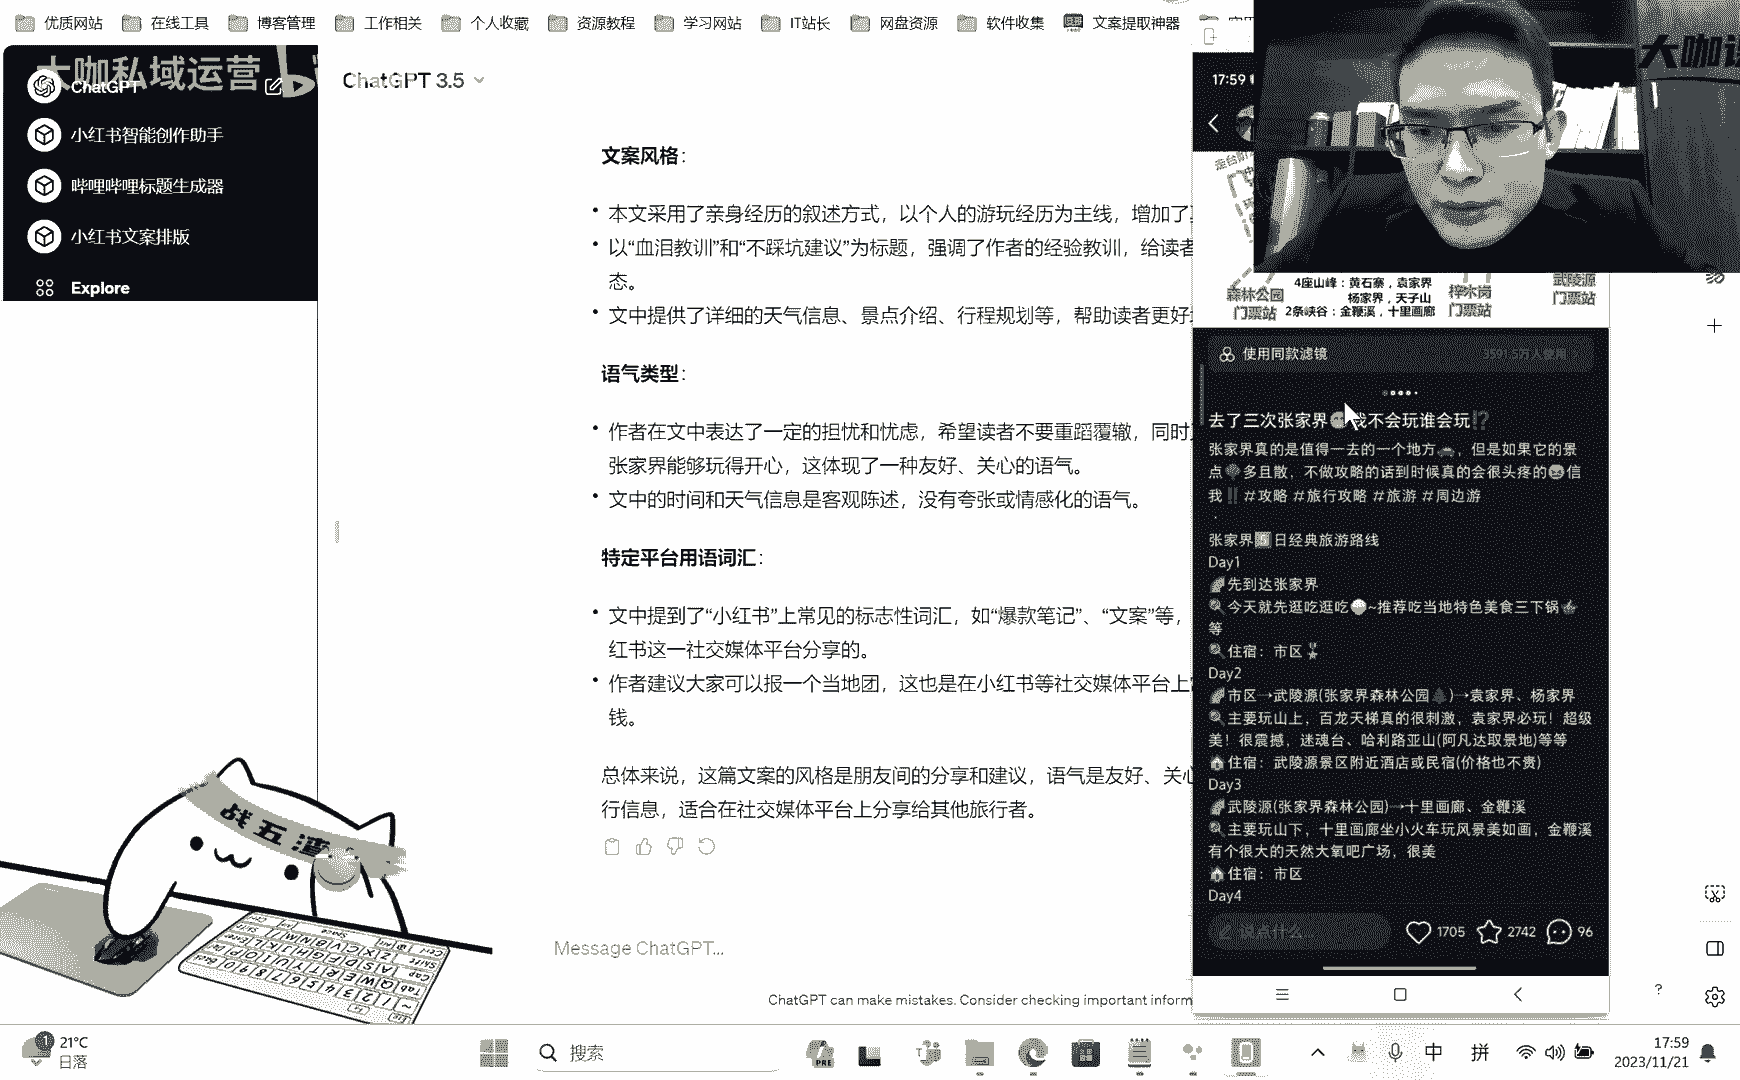 优质网站
在线工具
博客管理
工作相关
个人收藏
资源教程
学习网站
IT站长
网盘资源
软件收集
文案提取神器
大咖私域运营
ChatGPT
小红书智能创作助手
哔哩哔哩标题生成器
小红书文案排版
Explore
ChatGPT 3.5
文案风格：
本文采用了亲身经历的叙述方式，以个人的游玩经历为主线，增加了
以“血泪教训”和“不踩坑建议”为标题，强调了作者的经验教训，给读者
态。
文中提供了详细的天气信息、景点介绍、行程规划等，帮助读者更好
语气类型：
作者在文中表达了一定的担忧和忧虑，希望读者不要重蹈覆辙，同时
张家界能够玩得开心，这体现了一种友好、关心的语气。
文中的时间和天气信息是客观陈述，没有夸张或情感化的语气。
特定平台用语词汇：
文中提到了“小红书”上常见的标志性词汇，如“爆款笔记”、“文案”等，
红书这一社交媒体平台分享的。
作者建议大家可以报一个当地团，这也是在小红书等社交媒体平台上
钱。
总体来说，这篇文案的风格是朋友间的分享和建议，语气是友好、关心
行信息，适合在社交媒体平台上分享给其他旅行者。
Message ChatGPT...
ChatGPT can make mistakes. Consider checking important inform
战五渣
17:59
大咖
森林公园
门票站
4座山峰：黄石寨，袁家界
杨家界，天子山
2条峡谷：金鞭溪，十里画廊
梓木岗
门票站
武陵源
门票站
使用同款滤镜
3591.5万人使用
去了三次张家界 我不会玩谁会玩⁉
张家界真的是值得一去的一个地方，但是如果它的景
点多且散，不做攻略的话到时候真的会很头疼的信
我‼ #攻略 #旅行攻略 #旅游 #周边游
张家界5日经典旅游路线
Day1
先到达张家界
今天就先逛吃逛吃~推荐吃当地特色美食三下锅
等
住宿：市区
Day2
市区→武陵源(张家界森林公园)→袁家界、杨家界
主要玩山上，百龙天梯真的很刺激，袁家界必玩！超级
美！很震撼，迷魂台、哈利路亚山(阿凡达取景地)等等
住宿：武陵源景区附近酒店或民宿(价格也不贵)
Day3
武陵源(张家界森林公园)→十里画廊、金鞭溪
主要玩山下，十里画廊坐小火车玩风景美如画，金鞭溪
有个很大的天然大氧吧广场，很美
住宿：市区
Day4
说点什么...
1705
2742
96
21°C
日落
搜索
中
拼
17:59
2023/11/21